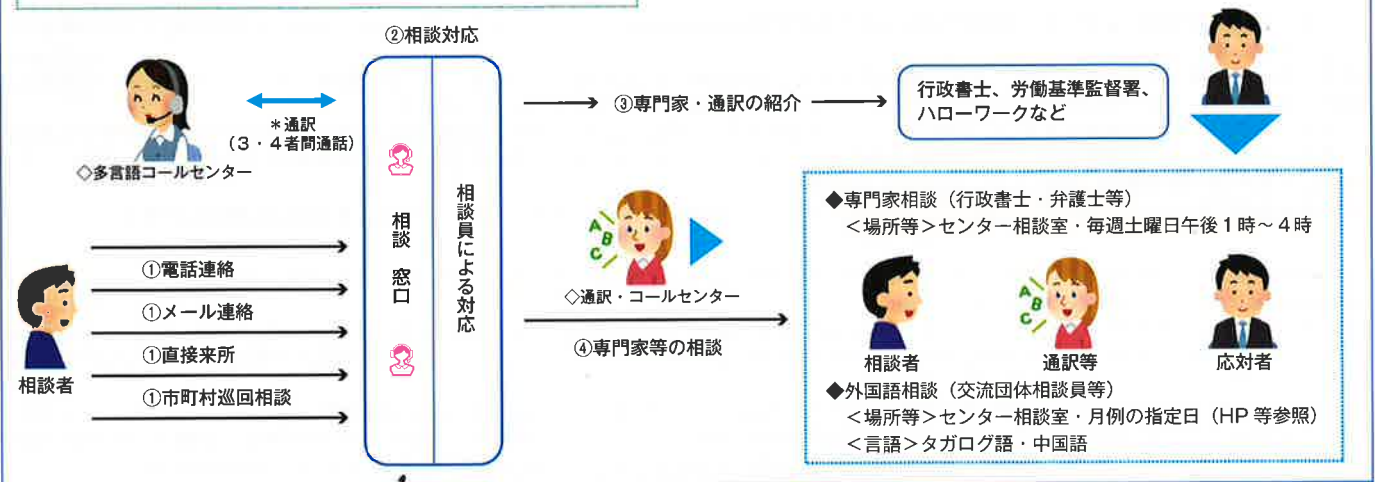 ②相談対応
*通訳
(3・4者間通話)
◇多言語コールセンター
①電話連絡
①メール連絡
①直接来所
①市町村巡回相談
相談者
相談 窓口
相談員による対応
③専門家・通訳の紹介
行政書士、労働基準監督署、
ハローワークなど
ABC
◇通訳・コールセンター
④専門家等の相談
◆専門家相談(行政書士・弁護士等)
<場所等>センター相談室・毎週土曜日午後1時~4時
ABC
相談者
通訳等
応対者
◆外国語相談(交流団体相談員等)
<場所等>センター相談室・月例の指定日(HP等参照)
<言語>タガログ語・中国語